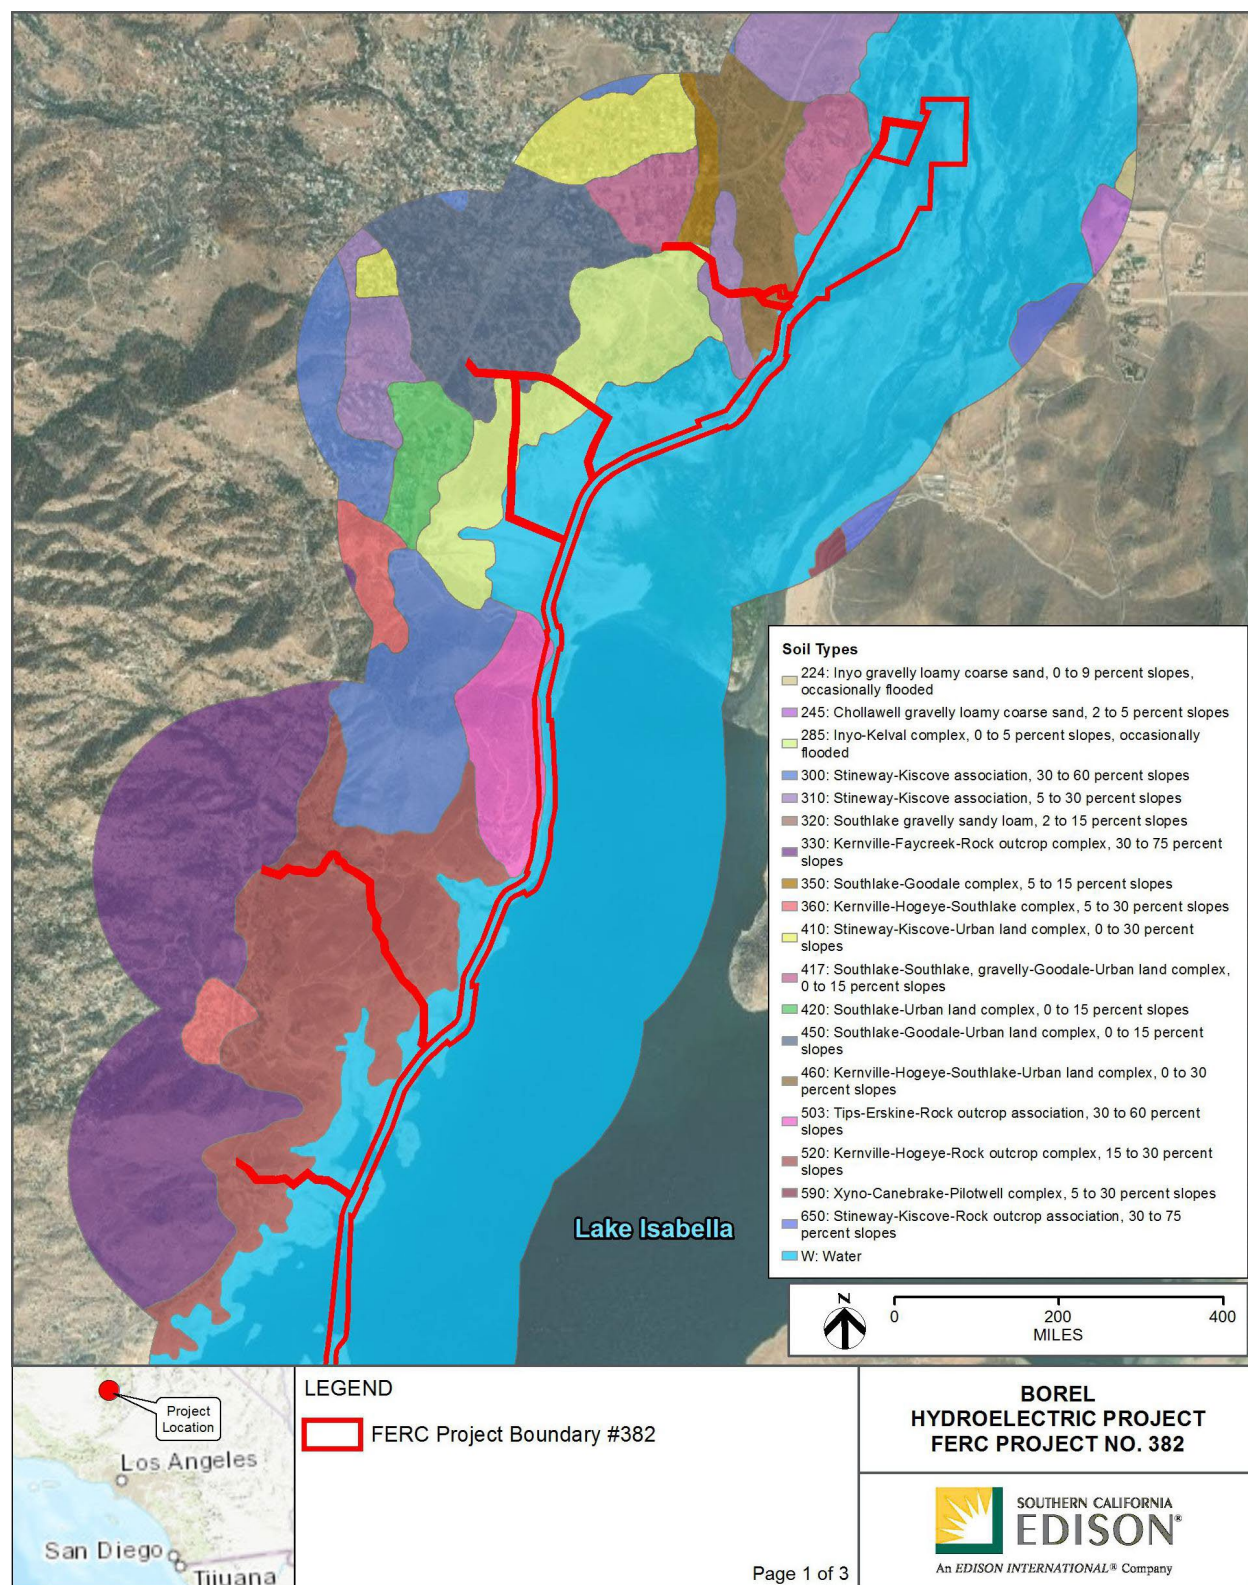 Lake Isabella
Soil Types
224: Inyo gravelly loamy coarse sand, 0 to 9 percent slopes,
occasionally flooded
245: Chollawell gravelly loamy coarse sand, 2 to 5 percent slopes
285: Inyo-Kelval complex, 0 to 5 percent slopes, occasionally
flooded
300: Stineway-Kiscove association, 30 to 60 percent slopes
310: Stineway-Kiscove association, 5 to 30 percent slopes
320: Southlake gravelly sandy loam, 2 to 15 percent slopes
330: Kernville-Faycreek-Rock outcrop complex, 30 to 75 percent
slopes
350: Southlake-Goodale complex, 5 to 15 percent slopes
360: Kernville-Hogeye-Southlake complex, 5 to 30 percent slopes
410: Stineway-Kiscove-Urban land complex, 0 to 30 percent
slopes
417: Southlake-Southlake, gravelly-Goodale-Urban land complex,
0 to 15 percent slopes
420: Southlake-Urban land complex, 0 to 15 percent slopes
450: Southlake-Goodale-Urban land complex, 0 to 15 percent
slopes
460: Kernville-Hogeye-Southlake-Urban land complex, 0 to 30
percent slopes
503: Tips-Erskine-Rock outcrop association, 30 to 60 percent
slopes
520: Kernville-Hogeye-Rock outcrop complex, 15 to 30 percent
slopes
590: Xyno-Canebrake-Pilotwell complex, 5 to 30 percent slopes
650: Stineway-Kiscove-Rock outcrop association, 30 to 75
percent slopes
W: Water
N
0 200 400
MILES
Project
Location
Los Angeles
San Diego
Tijuana
LEGEND
FERC Project Boundary #382
Page 1 of 3
BOREL
HYDROELECTRIC PROJECT
FERC PROJECT NO. 382
SOUTHERN CALIFORNIA
EDISON®
An EDISON INTERNATIONAL® Company